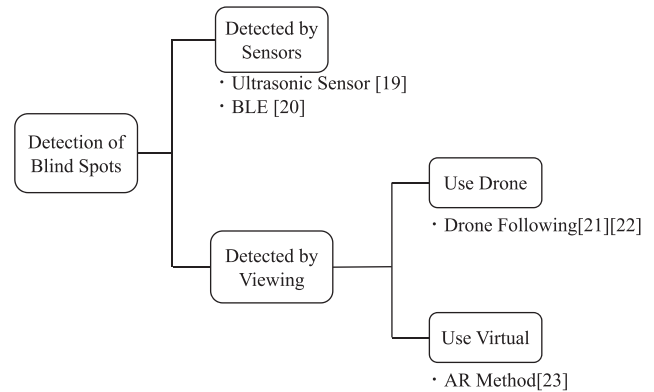 Detected by
Sensors
・Ultrasonic Sensor [19]
・BLE [20]
Detection of
Blind Spots
Use Drone
・Drone Following[21][22]
Detected by
Viewing
Use Virtual
・AR Method[23]